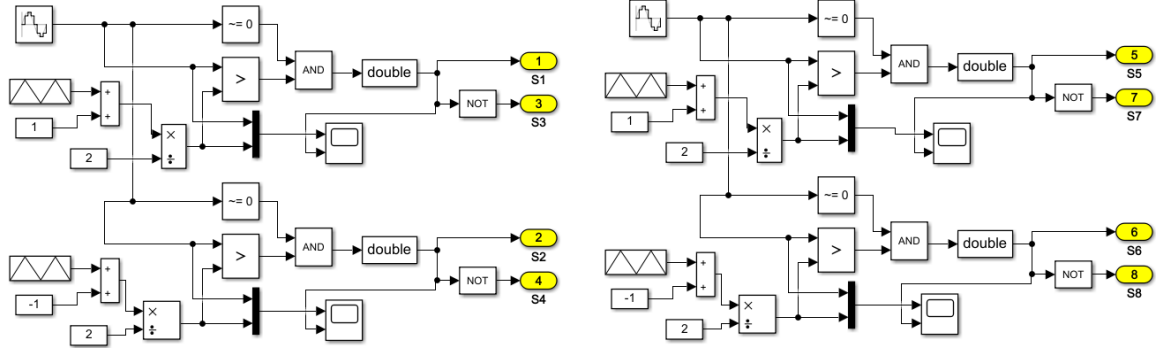 ~= 0
AND
double
1
S1
>
+
+
1
NOT
3
S3
×
÷
2
~= 0
AND
double
2
S2
>
+
+
-1
NOT
4
S4
×
÷
2
~= 0
AND
double
5
S5
>
+
+
1
NOT
7
S7
×
÷
2
~= 0
AND
double
6
S6
>
+
+
-1
NOT
8
S8
×
÷
2